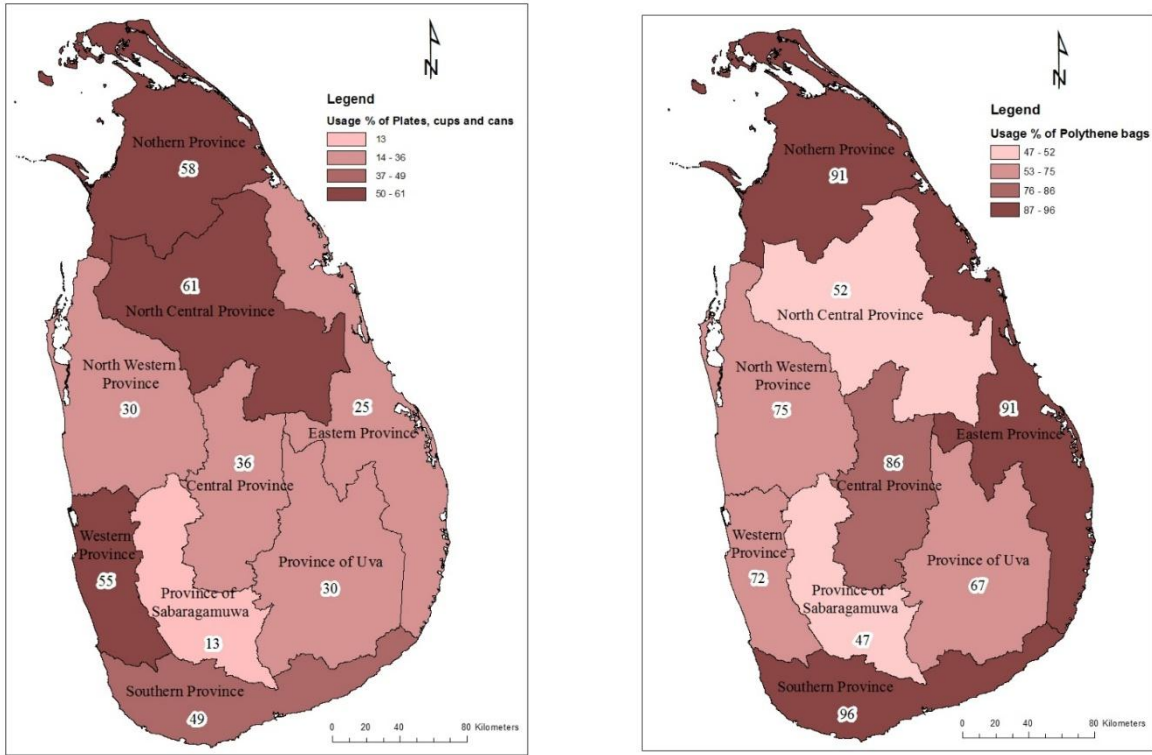 N
Legend
Usage % of Plates, cups and cans
13
14 - 36
37 - 49
50 - 61
Nothern Province
58
61
North Central Province
North Western
Province
30
25
Eastern Province
36
Central Province
Western
Province
55
Province of Uva
30
Province of
Sabaragamuwa
13
Southern Province
49
0 20 40 80 Kilometers
N
Legend
Usage % of Polythene bags
47 - 52
53 - 75
76 - 86
87 - 96
Nothern Province
91
52
North Central Province
North Western
Province
75
91
Eastern Province
86
Central Province
Western
Province
72
Province of Uva
67
Province of
Sabaragamuwa
47
Southern Province
96
0 20 40 80 Kilometers